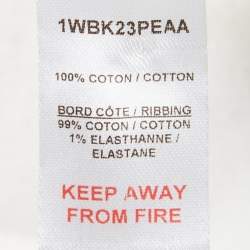 1WBK23PEAA
100% COTON / COTTON
BORD CÔTE / RIBBING
99% COTON / COTTON
1% ELASTHANNE /
ELASTANE
KEEP AWAY
FROM FIRE